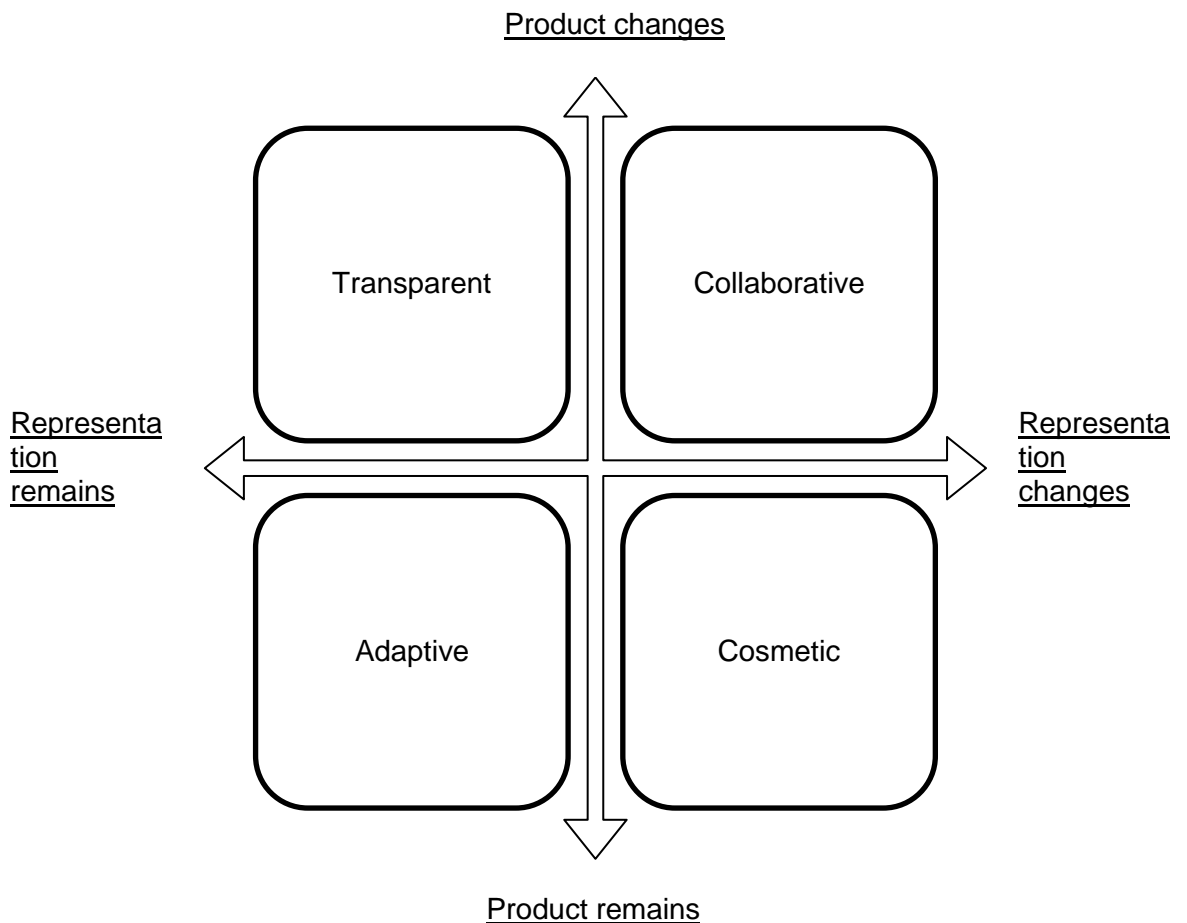 Product changes
Transparent
Collaborative
Representa
tion
remains
Representa
tion
changes
Adaptive
Cosmetic
Product remains